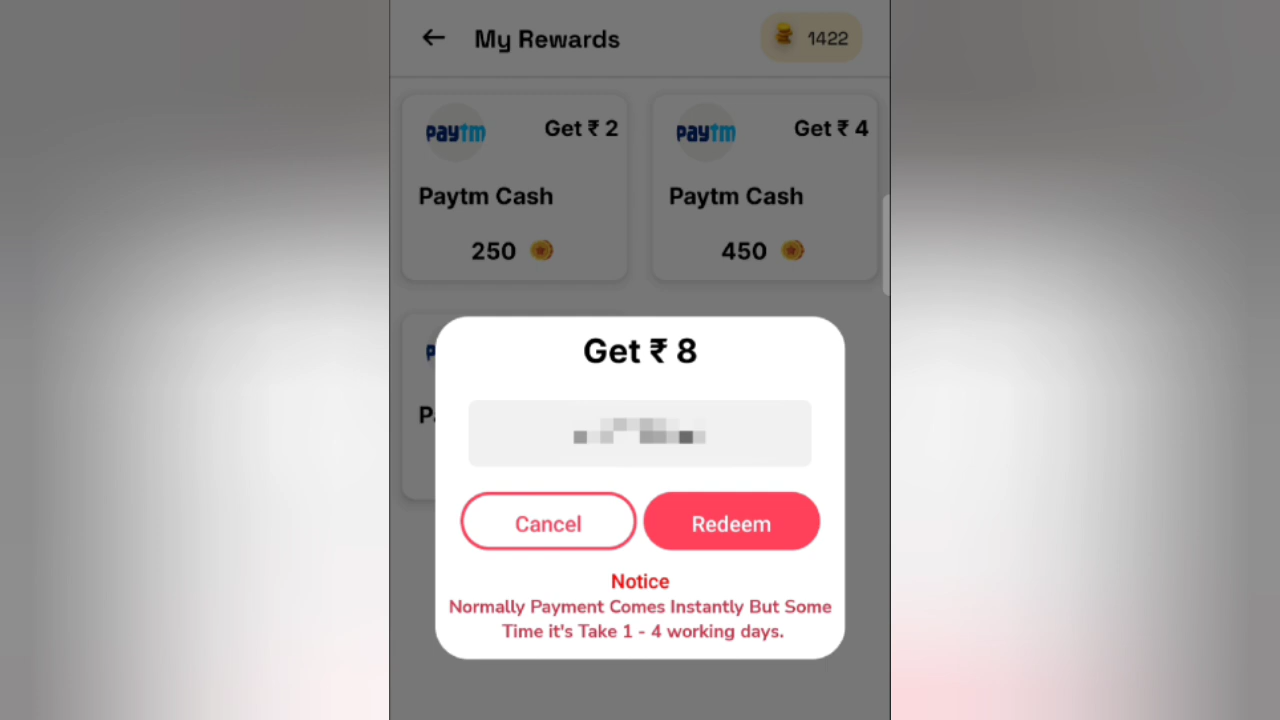 My Rewards
1422
paytm
Get ₹ 2
Paytm Cash
250
paytm
Get ₹ 4
Paytm Cash
450
Get ₹ 8
Cancel
Redeem
Notice
Normally Payment Comes Instantly But Some
Time it's Take 1 - 4 working days.